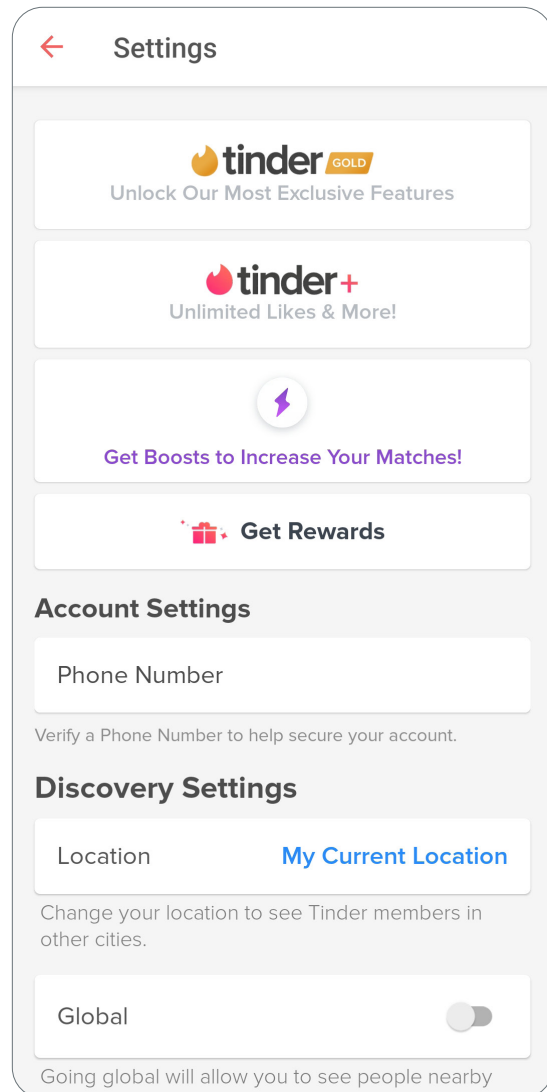 Settings
tinder GOLD
Unlock Our Most Exclusive Features
tinder+
Unlimited Likes & More!
Get Boosts to Increase Your Matches!
Get Rewards
Account Settings
Phone Number
Verify a Phone Number to help secure your account.
Discovery Settings
Location My Current Location
Change your location to see Tinder members in
other cities.
Global
Going global will allow you to see people nearby